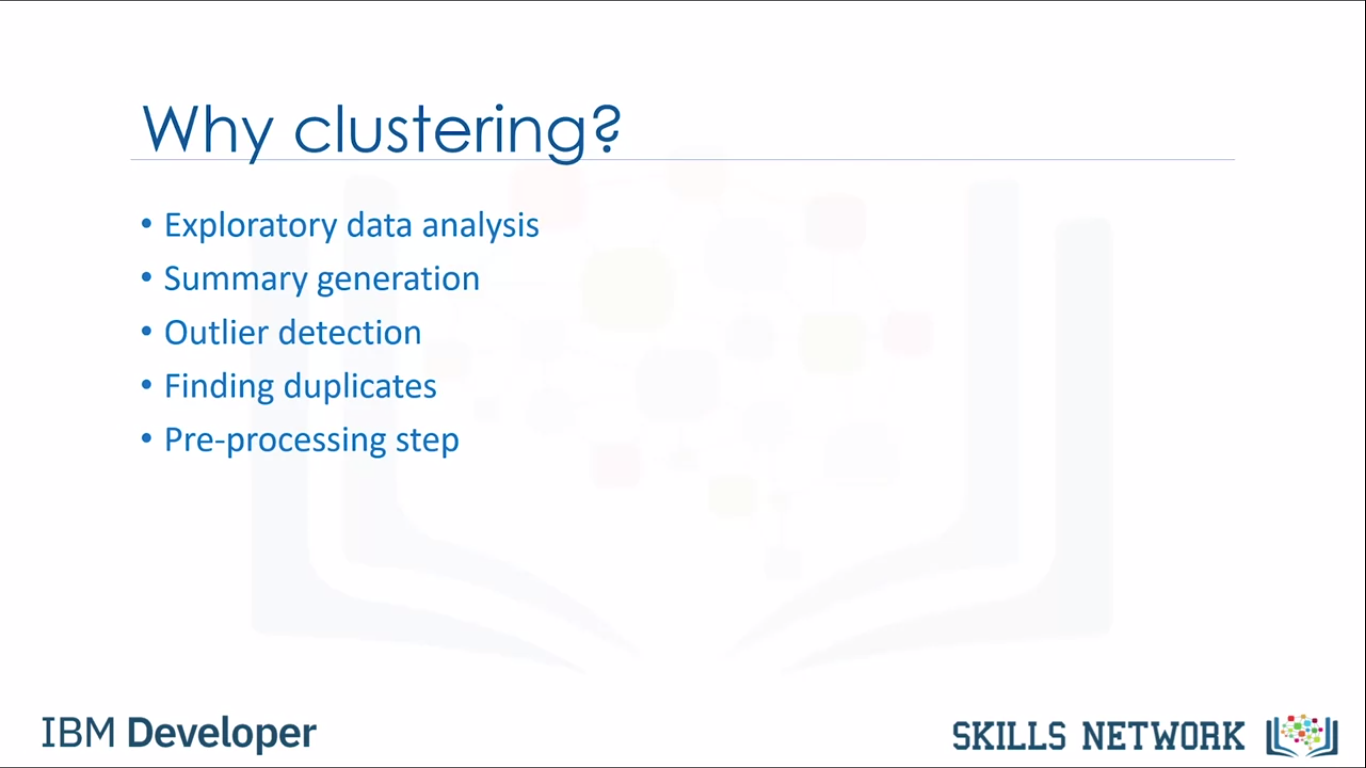 Why clustering?
• Exploratory data analysis
• Summary generation
• Outlier detection
• Finding duplicates
• Pre-processing step
IBM Developer
SKILLS NETWORK